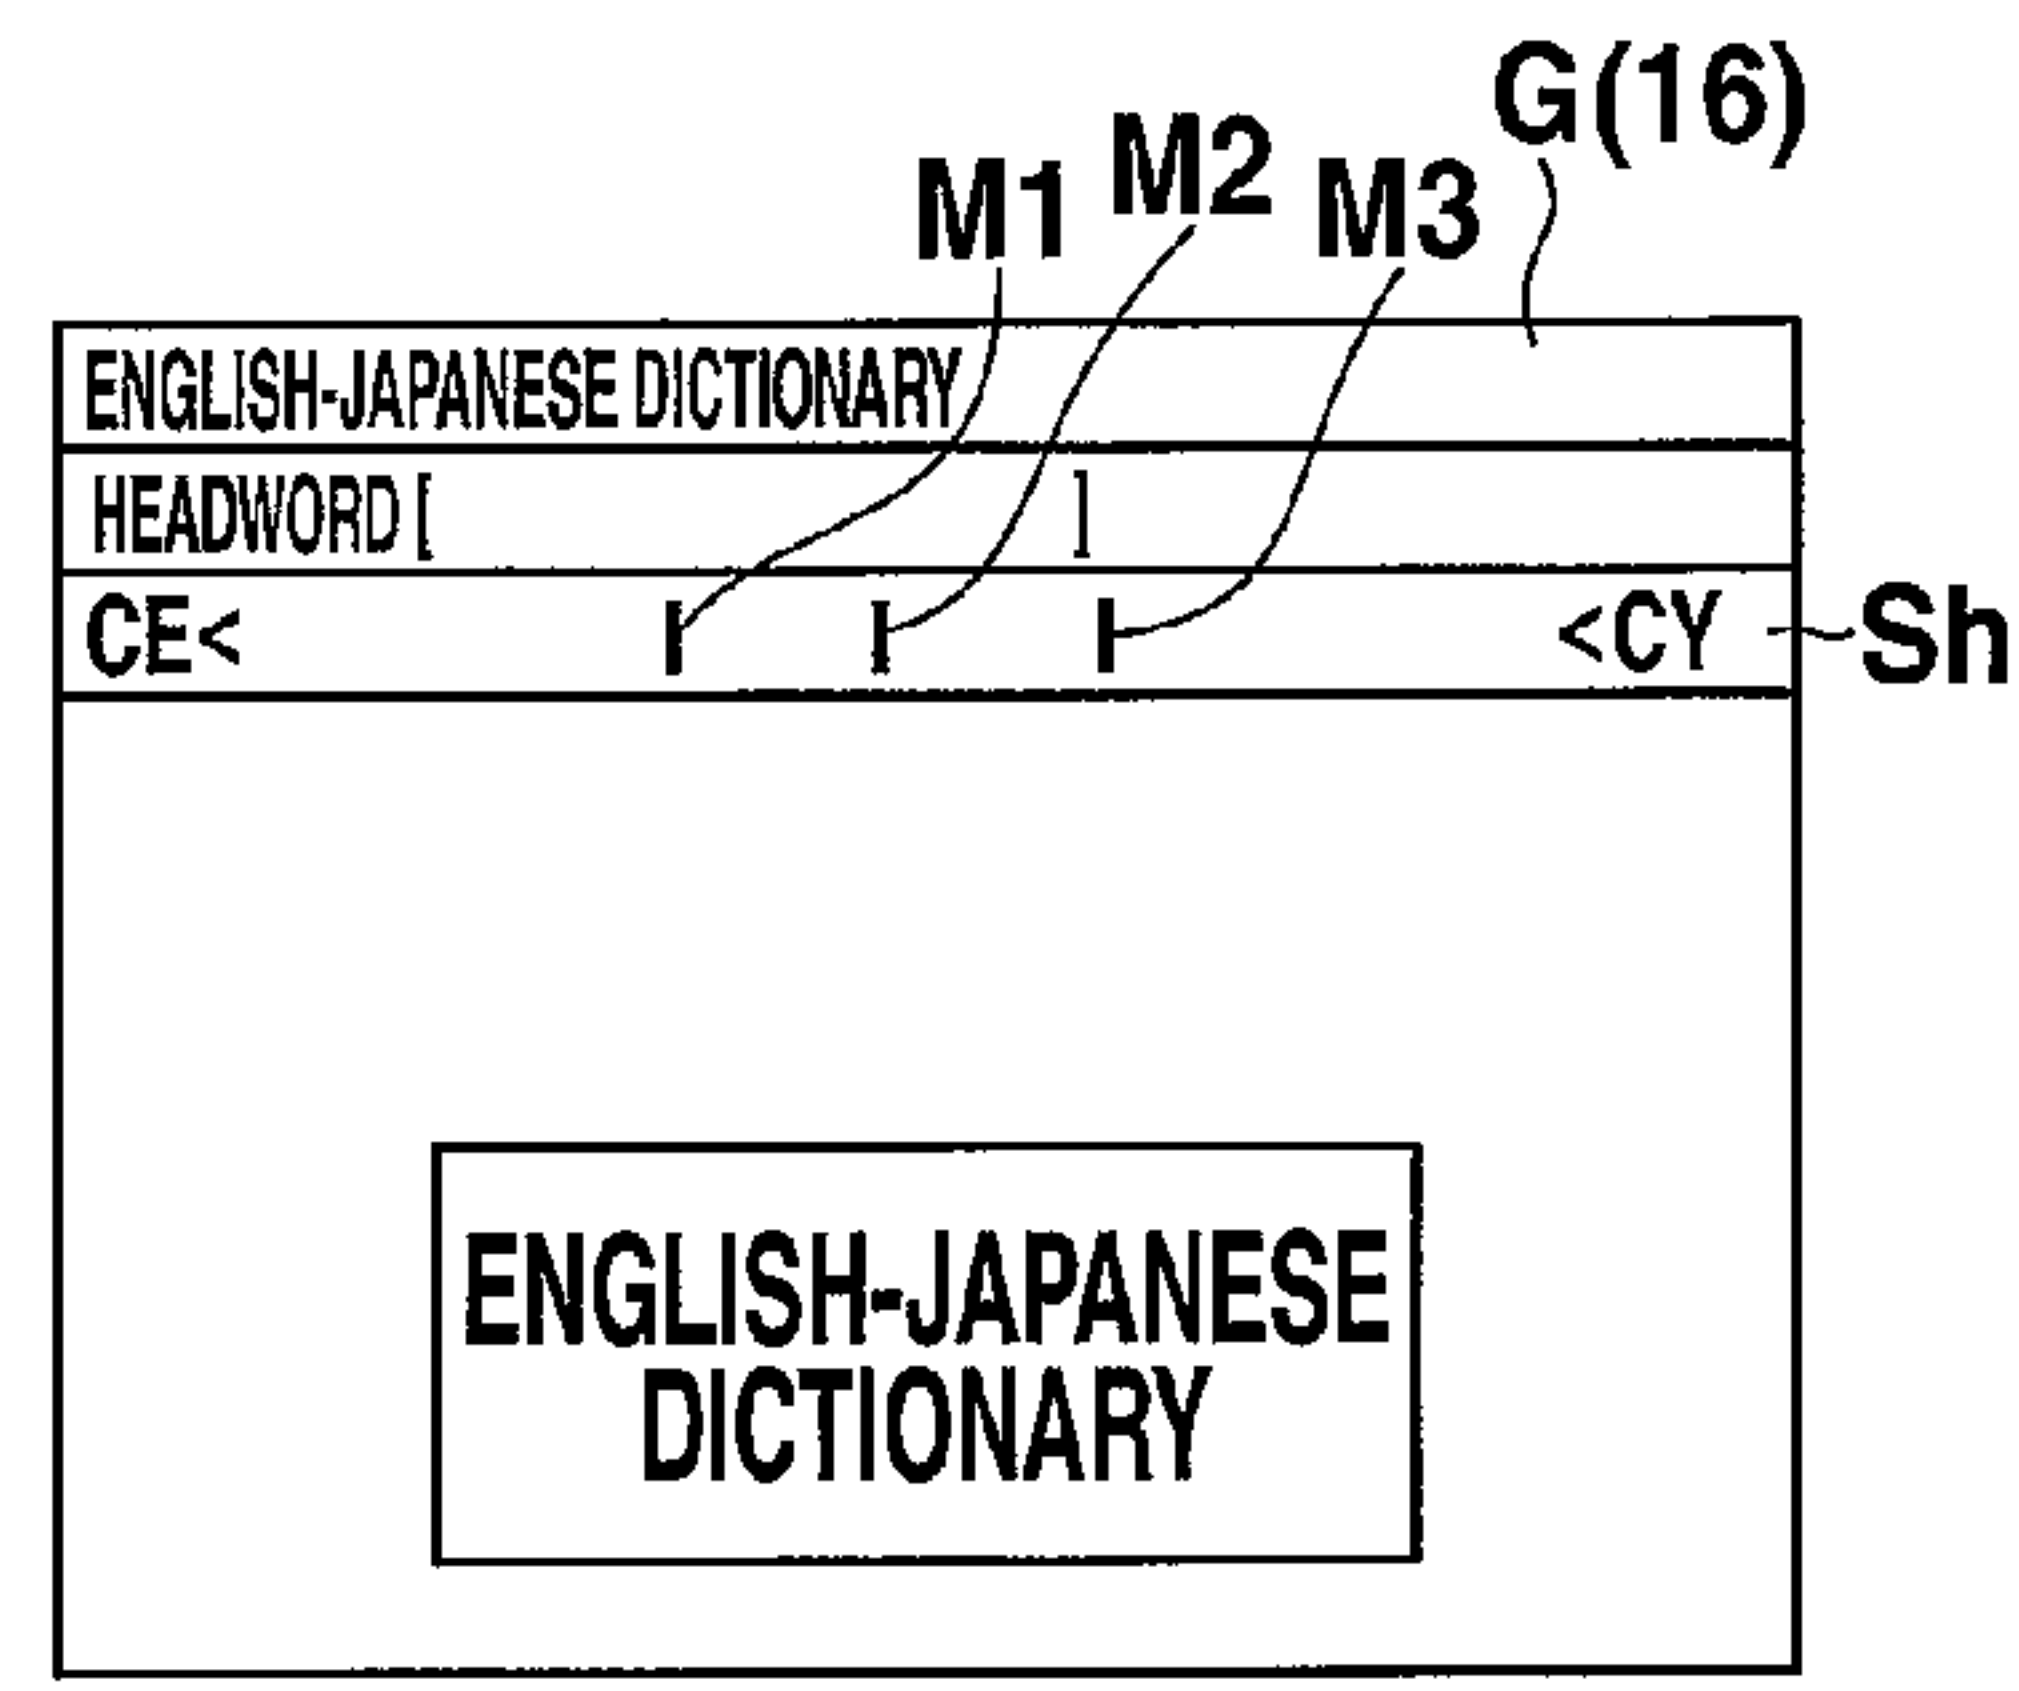 G(16)
M1 M2 M3
ENGLISH-JAPANESE DICTIONARY
HEADWORD [ ]
CE< | | | <CY Sh
ENGLISH-JAPANESE
DICTIONARY